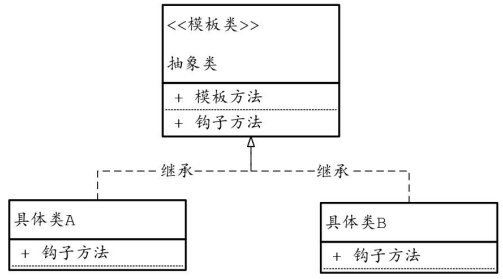 <<模板类>>
抽象类
+ 模板方法
+ 钩子方法
继承
继承
具体类A
+ 钩子方法
具体类B
+ 钩子方法